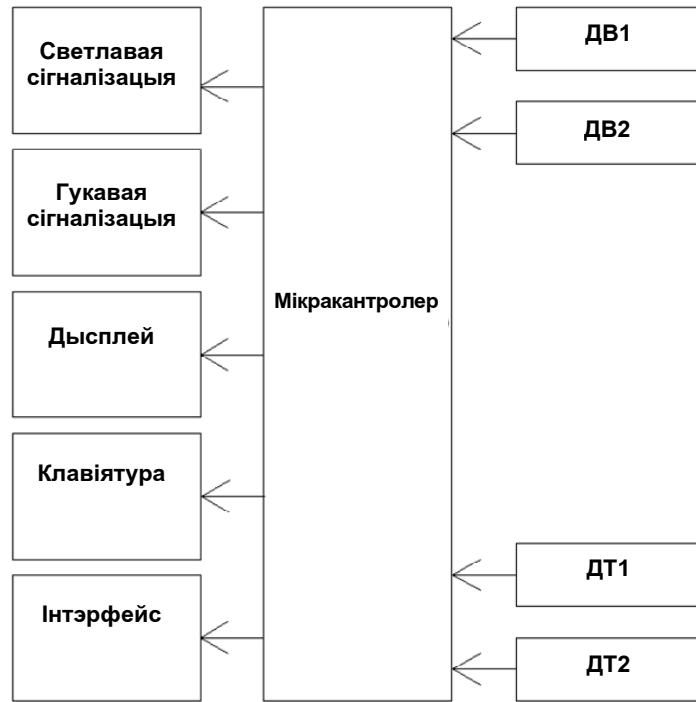 Светлавая
сігналізацыя
Гукавая
сігналізацыя
Дысплей
Клавіятура
Інтэрфейс
Мікракантролер
ДВ1
ДВ2
ДТ1
ДТ2